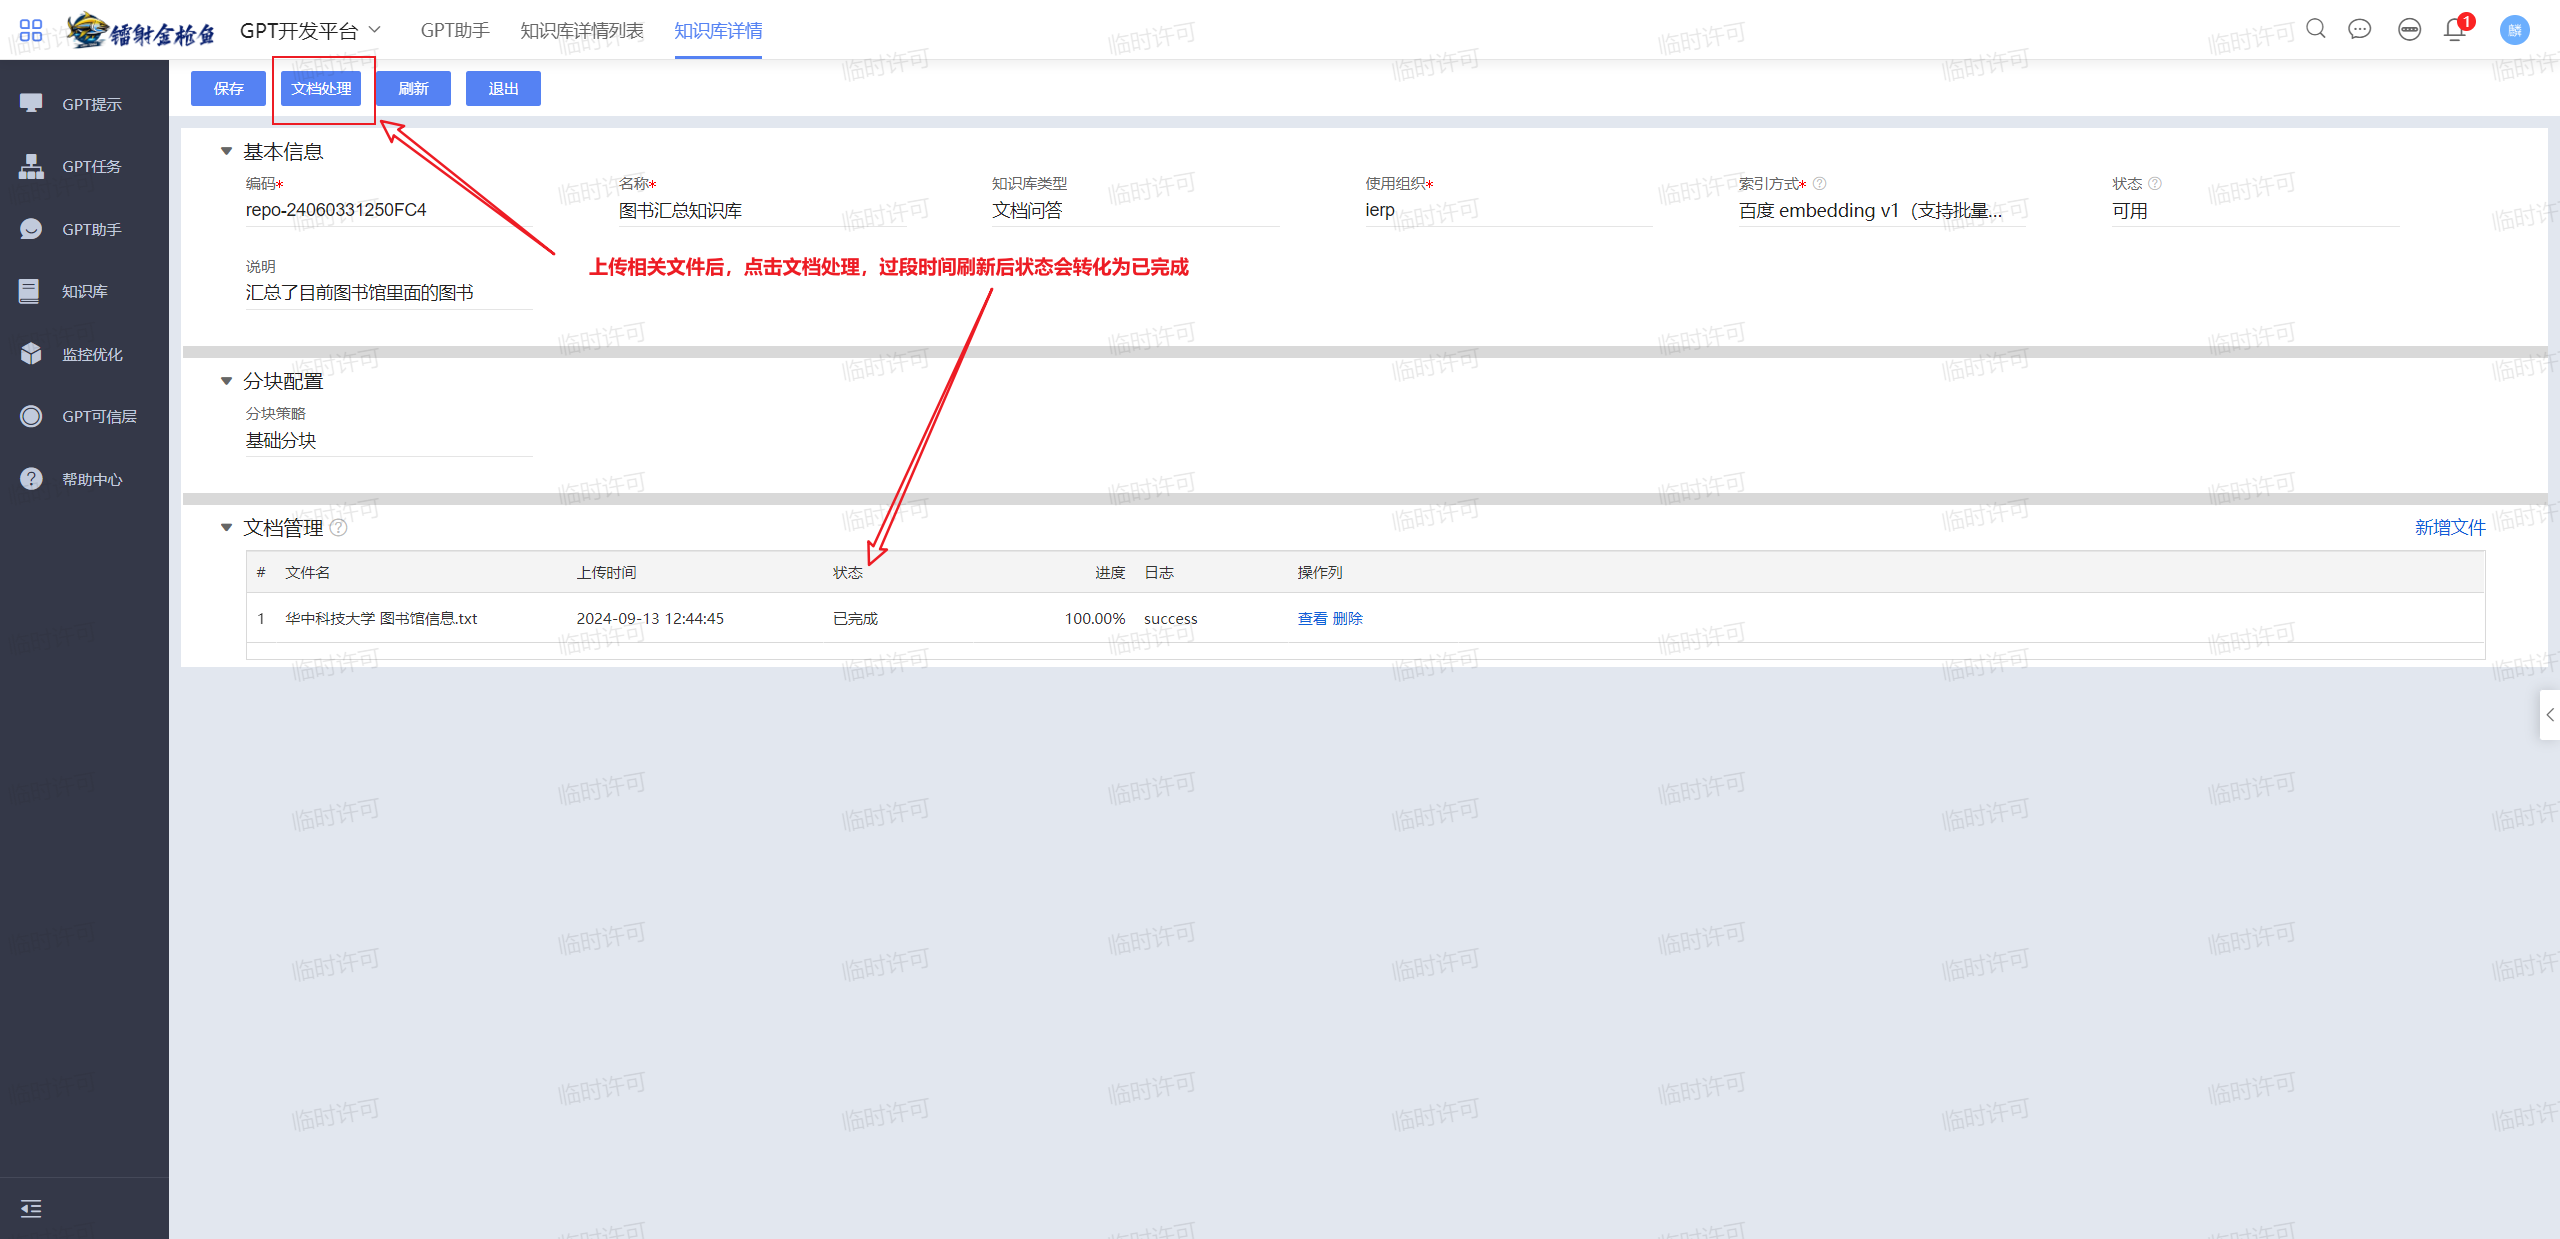 镭射金枪鱼 GPT开发平台 GPT助手 知识库详情列表 知识库详情 1 麟
保存 文档处理 刷新 退出
GPT提示
GPT任务
GPT助手
知识库
监控优化
GPT可信层
帮助中心
基本信息
编码* 名称* 知识库类型 使用组织* 索引方式* 状态
repo-24060331250FC4 图书汇总知识库 文档问答 ierp 百度 embedding v1（支持批量... 可用
上传相关文件后，点击文档处理，过段时间刷新后状态会转化为已完成
说明
汇总了目前图书馆里面的图书
分块配置
分块策略
基础分块
文档管理 新增文件
# 文件名 上传时间 状态 进度 日志 操作列
1 华中科技大学 图书馆信息.txt 2024-09-13 12:44:45 已完成 100.00% success 查看 删除
临时许可